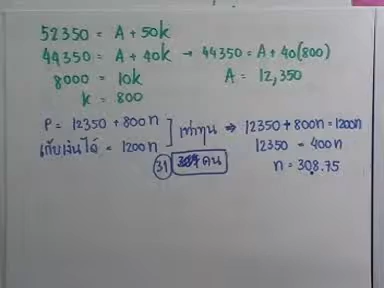 52350 = A + 50k
44350 = A + 40k → 44350 = A + 40(800)
8000 = 10k A = 12,350
k = 800
P = 12350 + 800n ] เท่าทุน ⇒ 12350 + 800n = 1200n
เก็บเงินได้ = 1200n 12350 = 400n
31 คน n = 308.75